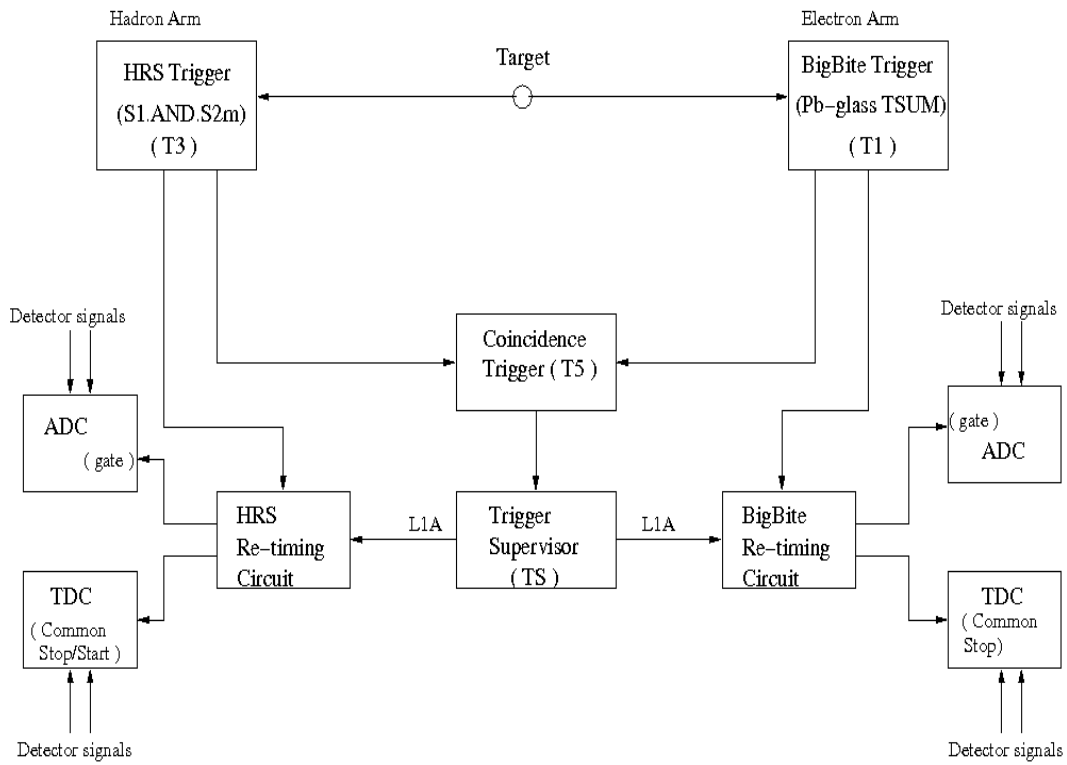 Hadron Arm
Electron Arm
HRS Trigger
(S1.AND.S2m)
( T3 )
Target
BigBite Trigger
(Pb-glass TSUM)
( T1 )
Detector signals
Detector signals
Coincidence
Trigger ( T5 )
ADC
( gate )
( gate )
ADC
HRS
Re-timing
Circuit
L1A
Trigger
Supervisor
( TS )
L1A
BigBite
Re-timing
Circuit
TDC
( Common
Stop/Start )
TDC
( Common
Stop)
Detector signals
Detector signals